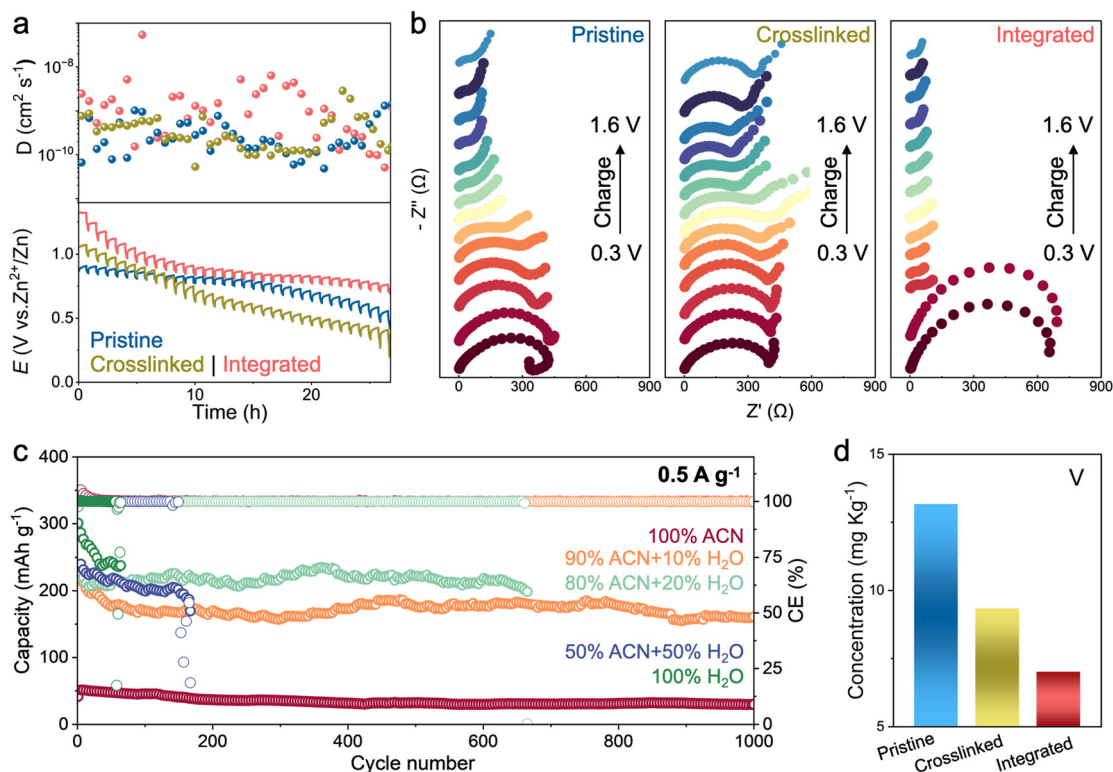 a
D (cm² s⁻¹)
10⁻⁸
10⁻¹⁰
E (V vs.Zn²⁺/Zn)
1.0
0.5
0.0
Pristine
Crosslinked | Integrated
0 10 20
Time (h)
b
- Z'' (Ω)
Pristine
1.6 V
Charge
0.3 V
0 300 600 900
Crosslinked
1.6 V
Charge
0.3 V
0 300 600 900
Integrated
1.6 V
Charge
0.3 V
0 300 600 900
Z' (Ω)
c
Capacity (mAh g⁻¹)
400
350
300
250
200
150
100
50
0
0.5 A g⁻¹
100% ACN
90% ACN+10% H₂O
80% ACN+20% H₂O
50% ACN+50% H₂O
100% H₂O
100
75
50
25
0
CE (%)
0 200 400 600 800 1000
Cycle number
d
Concentration (mg Kg⁻¹)
15
10
5
V
Pristine
Crosslinked
Integrated